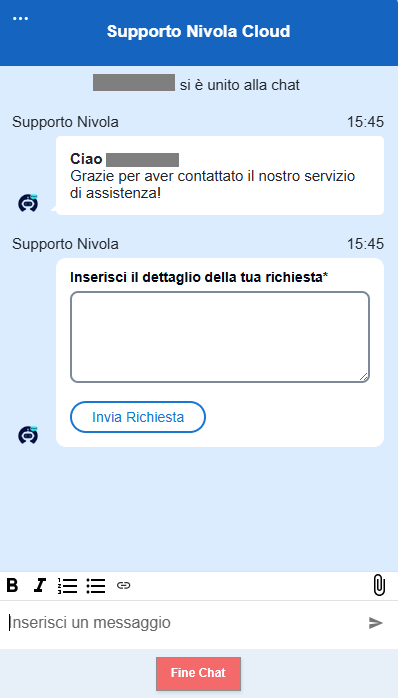 Supporto Nivola Cloud
si è unito alla chat
Supporto Nivola 15:45
Ciao
Grazie per aver contattato il nostro servizio
di assistenza!
Supporto Nivola 15:45
Inserisci il dettaglio della tua richiesta*
Invia Richiesta
B I
Inserisci un messaggio
Fine Chat